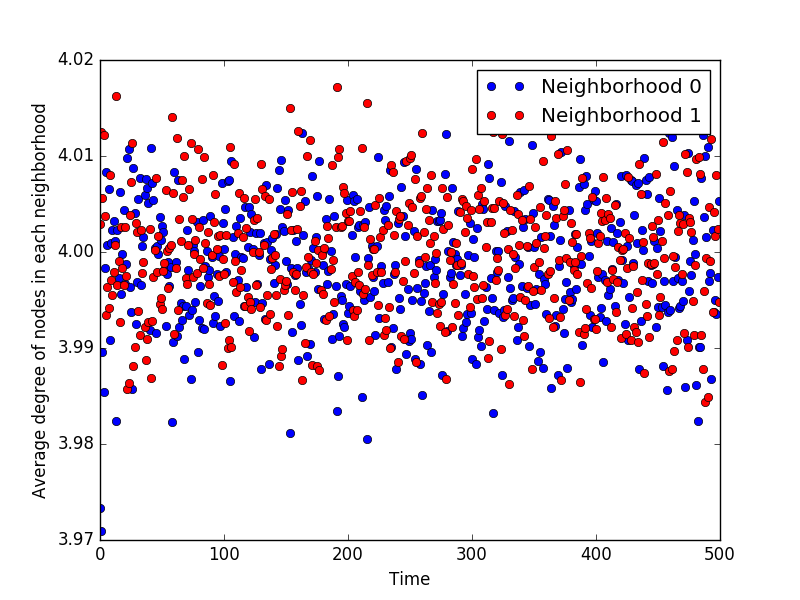 4.02
4.01
4.00
3.99
3.98
3.97
0 100 200 300 400 500
Time
Average degree of nodes in each neighborhood
Neighborhood 0
Neighborhood 1